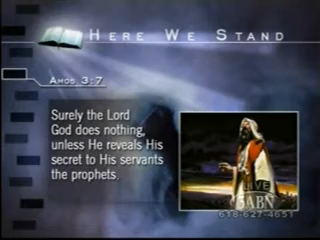 HERE WE STAND
AMOS 3:7
Surely the Lord
God does nothing,
unless He reveals His
secret to His servants
the prophets.
LIVE
3ABN
618-627-4651